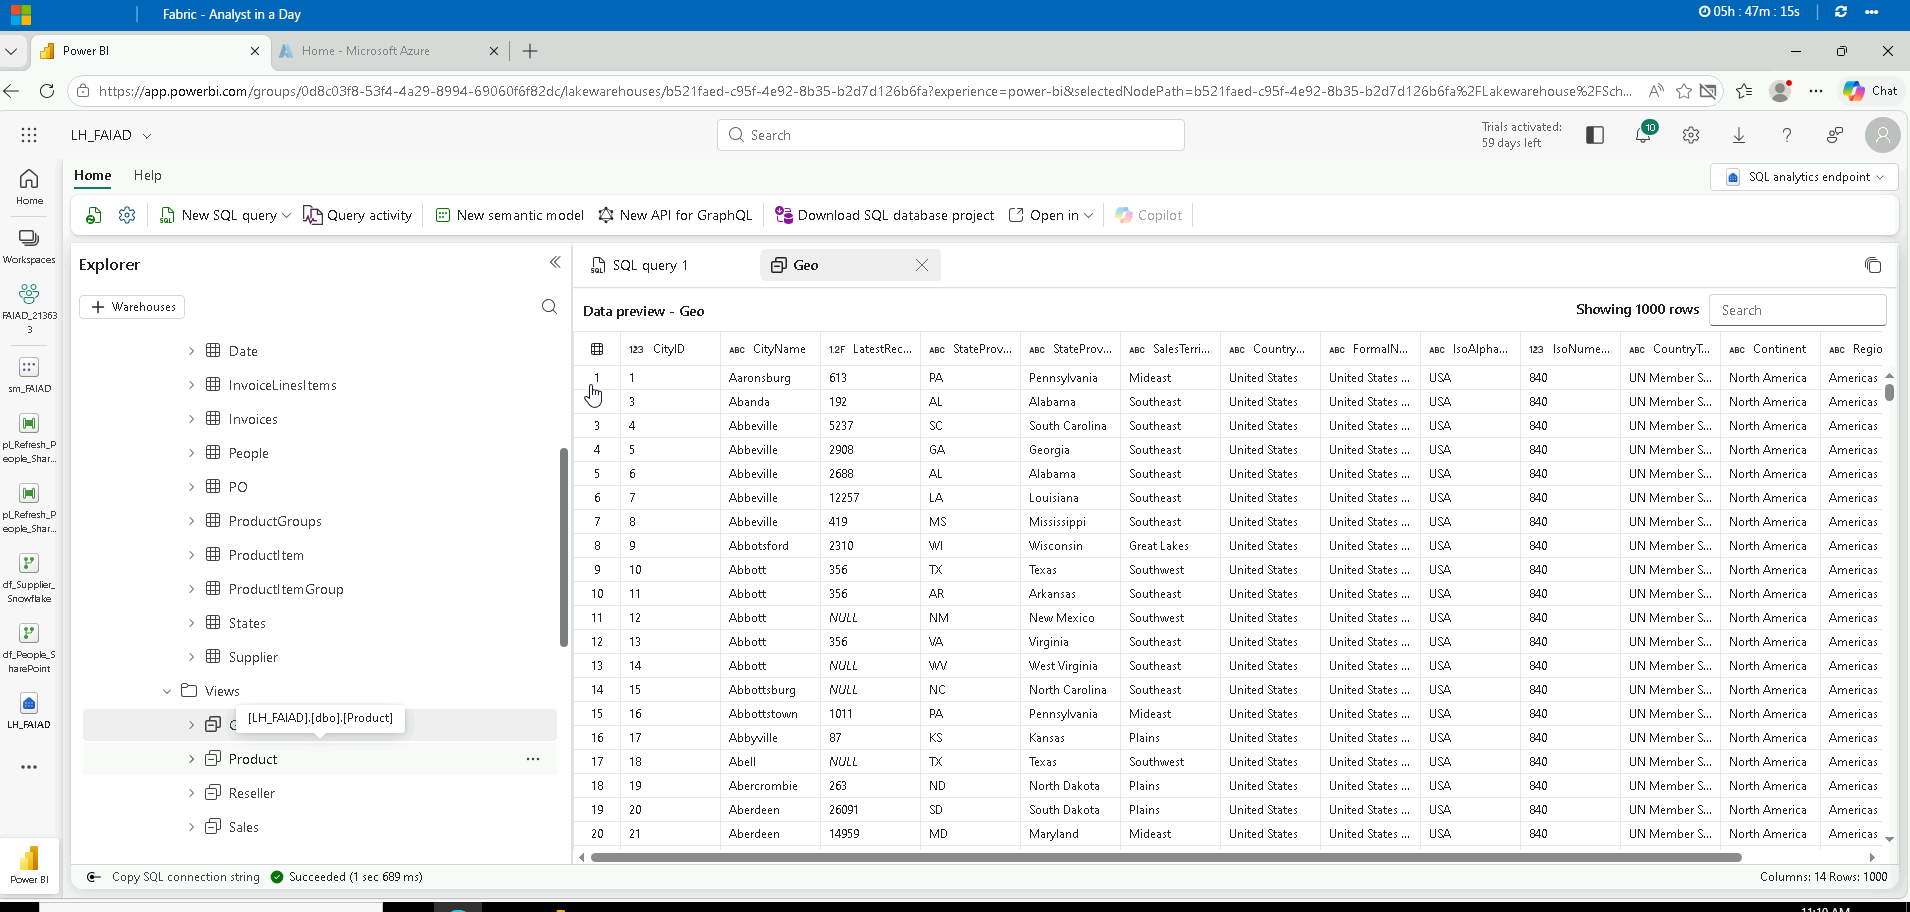 Fabric - Analyst in a Day
05h : 47m : 15s
Power BI
Home - Microsoft Azure
https://app.powerbi.com/groups/0d8c03f8-53f4-4a29-8994-69060f6f82dc/lakewarehouses/b521faed-c95f-4e92-8b35-b2d7d126b6fa?experience=power-bi&selectedNodePath=b521faed-c95f-4e92-8b35-b2d7d126b6fa%2FLakewarehouse%2FSch...
Chat
LH_FAIAD
Search
Trials activated:
59 days left
10
Home
Help
SQL analytics endpoint
New SQL query
Query activity
New semantic model
New API for GraphQL
Download SQL database project
Open in
Copilot
Home
Workspaces
FAIAD_21363
3
sm_FAIAD
pl_Refresh_P
eople_Shar...
pl_Refresh_P
eople_Shar...
df_Supplier_
Snowflake
df_People_S
harePoint
LH_FAIAD
Power BI
Explorer
Warehouses
Date
InvoiceLinesItems
Invoices
People
PO
ProductGroups
ProductItem
ProductItemGroup
States
Supplier
Views
[LH_FAIAD].[dbo].[Product]
Product
Reseller
Sales
SQL query 1
Geo
Data preview - Geo
Showing 1000 rows
Search
123 CityID ABC CityName 1.2F LatestRec... ABC StateProv... ABC StateProv... ABC SalesTerri... ABC Country... ABC FormalN... ABC IsoAlpha... 123 IsoNume... ABC CountryT... ABC Continent ABC Regio
1 1 Aaronsburg 613 PA Pennsylvania Mideast United States United States ... USA 840 UN Member S... North America Americas
3 Abanda 192 AL Alabama Southeast United States United States ... USA 840 UN Member S... North America Americas
3 4 Abbeville 5237 SC South Carolina Southeast United States United States ... USA 840 UN Member S... North America Americas
4 5 Abbeville 2908 GA Georgia Southeast United States United States ... USA 840 UN Member S... North America Americas
5 6 Abbeville 2688 AL Alabama Southeast United States United States ... USA 840 UN Member S... North America Americas
6 7 Abbeville 12257 LA Louisiana Southeast United States United States ... USA 840 UN Member S... North America Americas
7 8 Abbeville 419 MS Mississippi Southeast United States United States ... USA 840 UN Member S... North America Americas
8 9 Abbotsford 2310 WI Wisconsin Great Lakes United States United States ... USA 840 UN Member S... North America Americas
9 10 Abbott 356 TX Texas Southwest United States United States ... USA 840 UN Member S... North America Americas
10 11 Abbott 356 AR Arkansas Southeast United States United States ... USA 840 UN Member S... North America Americas
11 12 Abbott NULL NM New Mexico Southwest United States United States ... USA 840 UN Member S... North America Americas
12 13 Abbott 356 VA Virginia Southeast United States United States ... USA 840 UN Member S... North America Americas
13 14 Abbott NULL WV West Virginia Southeast United States United States ... USA 840 UN Member S... North America Americas
14 15 Abbottsburg NULL NC North Carolina Southeast United States United States ... USA 840 UN Member S... North America Americas
15 16 Abbottstown 1011 PA Pennsylvania Mideast United States United States ... USA 840 UN Member S... North America Americas
16 17 Abbyville 87 KS Kansas Plains United States United States ... USA 840 UN Member S... North America Americas
17 18 Abell NULL TX Texas Southwest United States United States ... USA 840 UN Member S... North America Americas
18 19 Abercrombie 263 ND North Dakota Plains United States United States ... USA 840 UN Member S... North America Americas
19 20 Aberdeen 26091 SD South Dakota Plains United States United States ... USA 840 UN Member S... North America Americas
20 21 Aberdeen 14959 MD Maryland Mideast United States United States ... USA 840 UN Member S... North America Americas
Copy SQL connection string
Succeeded (1 sec 689 ms)
Columns: 14 Rows: 1000